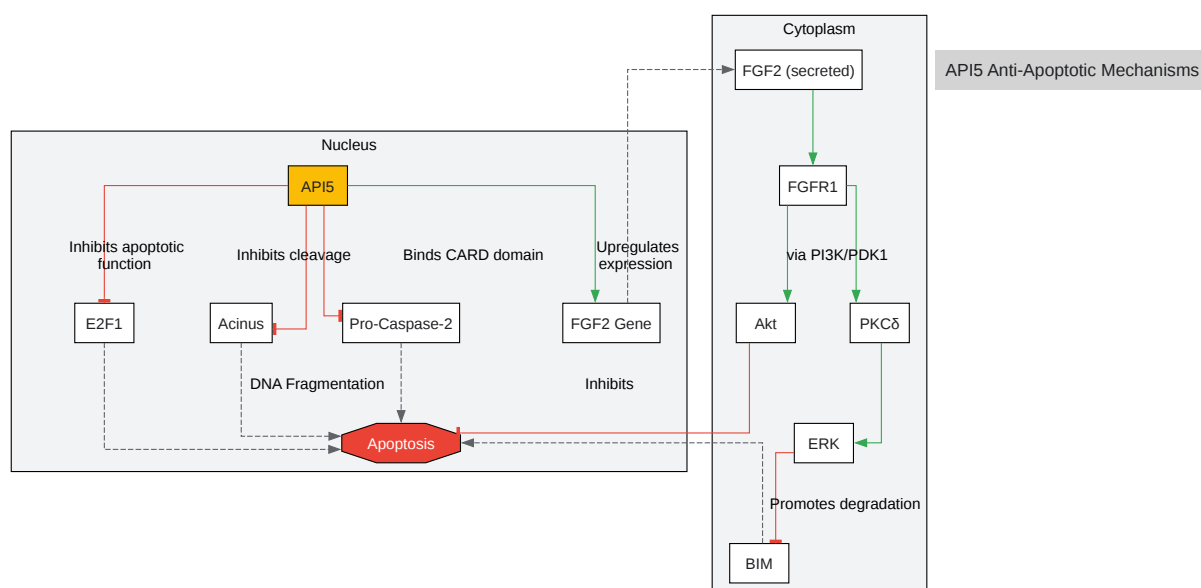 Cytoplasm
FGF2 (secreted)
API5 Anti-Apoptotic Mechanisms
Nucleus
API5
FGFR1
Inhibits apoptotic
function
Inhibits cleavage
Binds CARD domain
Upregulates
expression
via PI3K/PDK1
E2F1
Acinus
Pro-Caspase-2
FGF2 Gene
Akt
PKCδ
DNA Fragmentation
Inhibits
Apoptosis
ERK
Promotes degradation
BIM